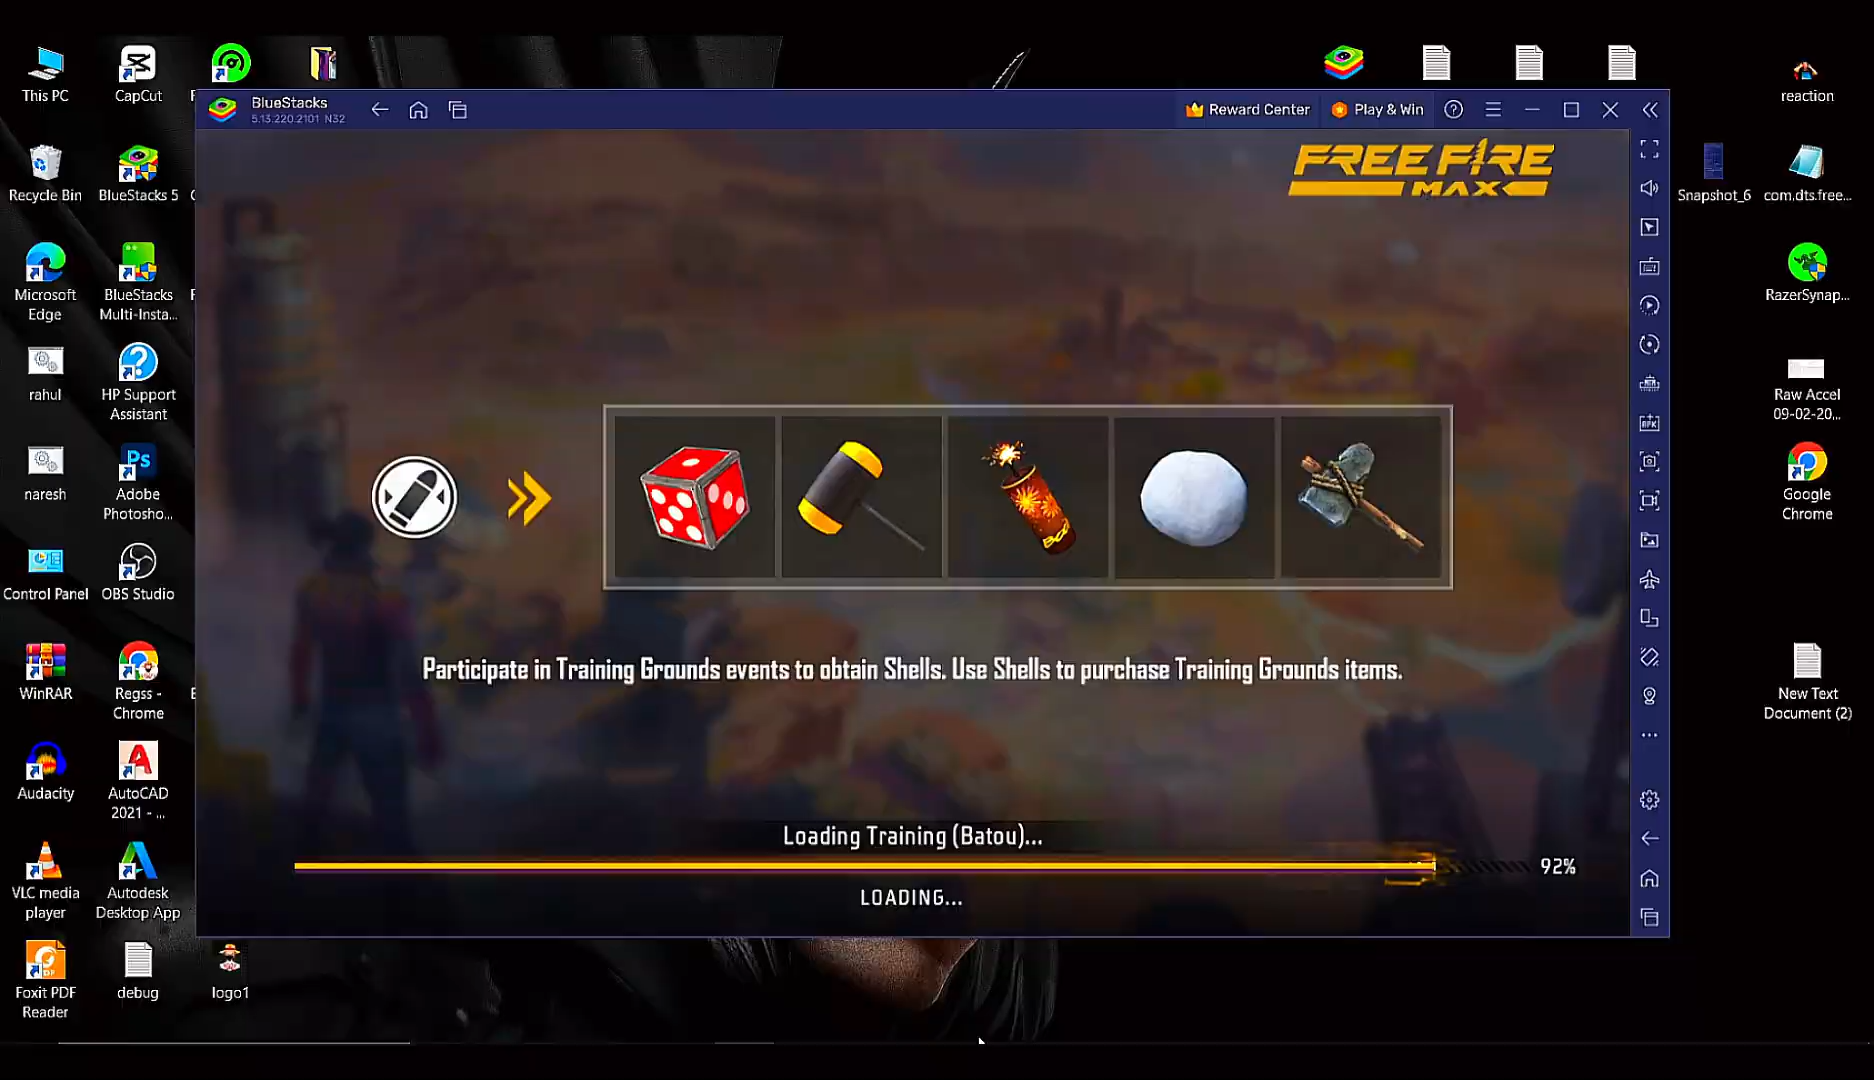 This PC
CapCut
reaction
BlueStacks
5.13.220.2101 N32
Reward Center
Play & Win
FREE FIRE
MAX
Recycle Bin
BlueStacks 5
Snapshot_6
com.dts.free...
Microsoft
Edge
BlueStacks
Multi-Insta...
RazerSynap...
rahul
HP Support
Assistant
Raw Accel
09-02-20...
naresh
Ps
Adobe
Photosho...
Google
Chrome
Control Panel
OBS Studio
WinRAR
Regss -
Chrome
New Text
Document (2)
Participate in Training Grounds events to obtain Shells. Use Shells to purchase Training Grounds items.
Audacity
AutoCAD
2021 - ...
Loading Training (Batou)...
92%
LOADING...
VLC media
player
Autodesk
Desktop App
Foxit PDF
Reader
debug
logo1